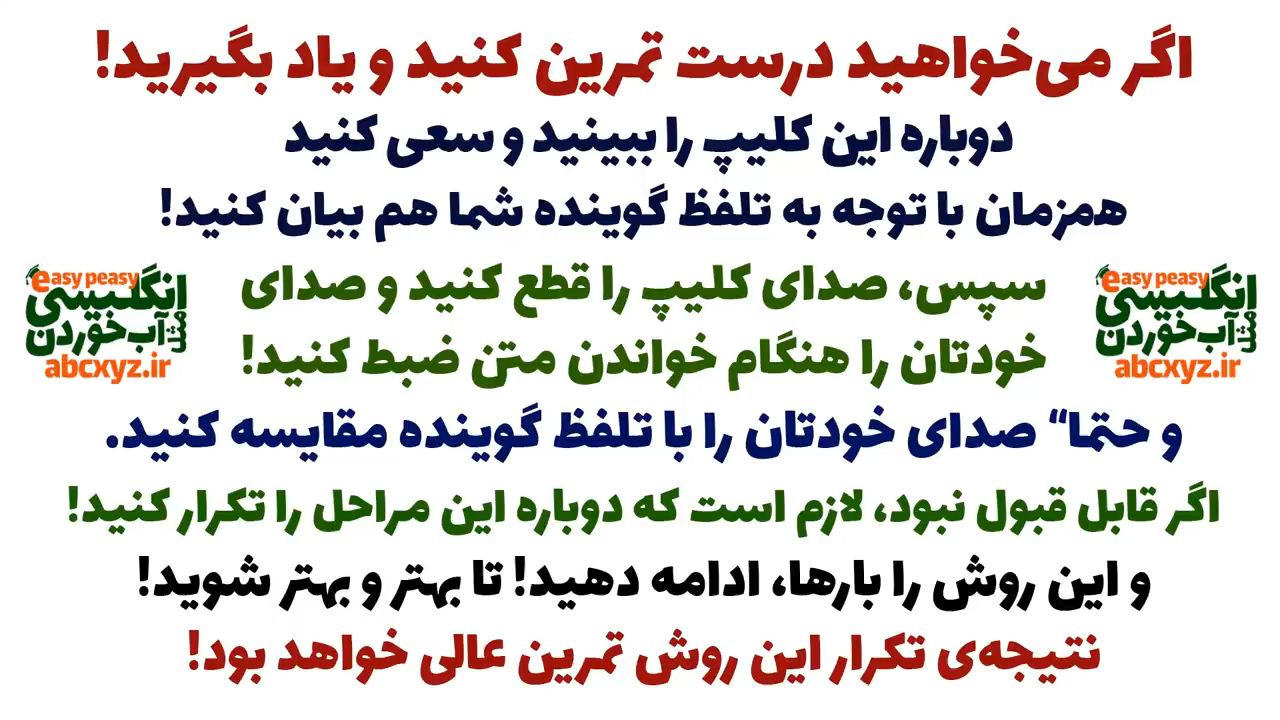 اگر می‌خواهید درست تمرین کنید و یاد بگیرید!
دوباره این کلیپ را ببینید و سعی کنید
همزمان با توجه به تلفظ گوینده شما هم بیان کنید!
سپس، صدای کلیپ را قطع کنید و صدای
خودتان را هنگام خواندن متن ضبط کنید!
easy peasy
انگلیسی
مثل آب خوردن
abcxyz.ir
easy peasy
انگلیسی
مثل آب خوردن
abcxyz.ir
و حتما“ صدای خودتان را با تلفظ گوینده مقایسه کنید.
اگر قابل قبول نبود، لازم است که دوباره این مراحل را تکرار کنید!
و این روش را بارها، ادامه دهید! تا بهتر و بهتر شوید!
نتیجه‌ی تکرار این روش تمرین عالی خواهد بود!